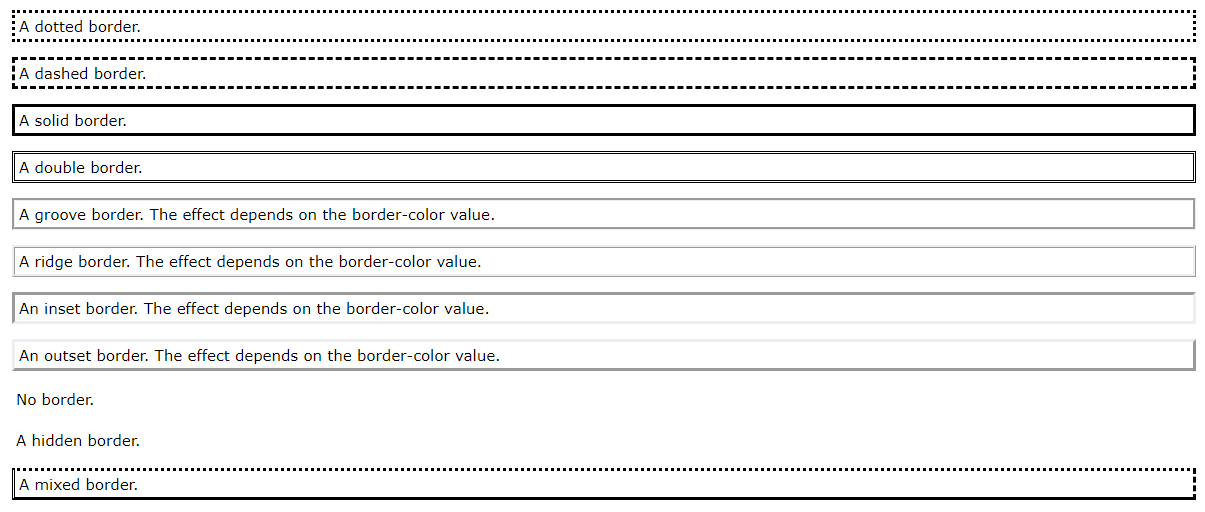 A dotted border.
A dashed border.
A solid border.
A double border.
A groove border. The effect depends on the border-color value.
A ridge border. The effect depends on the border-color value.
An inset border. The effect depends on the border-color value.
An outset border. The effect depends on the border-color value.
No border.
A hidden border.
A mixed border.